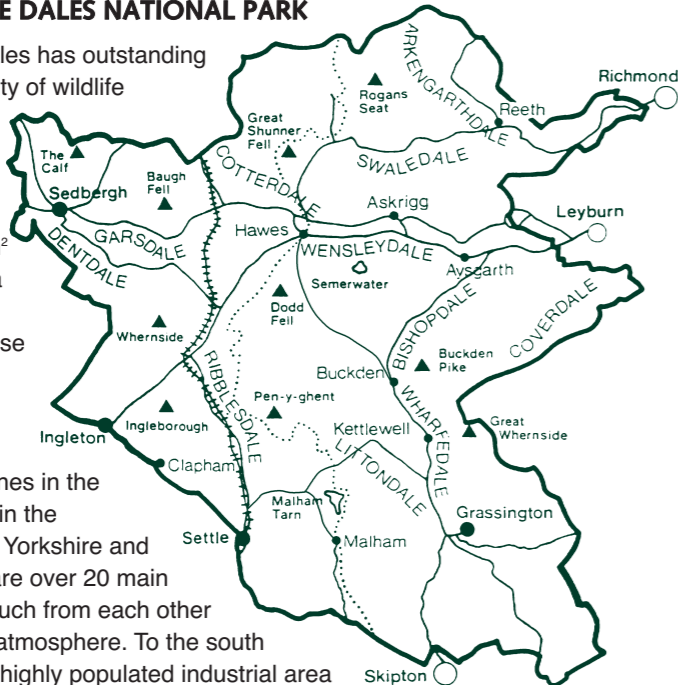 E DALES NATIONAL PARK
les has outstanding
ty of wildlife
2
se
nes in the
in the
Yorkshire and
are over 20 main
uch from each other
atmosphere. To the south
highly populated industrial area
ARKENGARTHDALE
Richmond
Rogans
Seat
Reeth
Great
Shunner
Fell
The
Calf
Baugh
Fell
COTTERDALE
SWALEDALE
Sedbergh
Askrigg
Leyburn
GARSDALE
Hawes
WENSLEYDALE
DENTDALE
Aysgarth
Semerwater
Dodd
Fell
BISHOPDALE
COVERDALE
Whernside
Buckden
Pike
Buckden
RIBBLESDALE
Pen-y-ghent
WHARFEDALE
Ingleborough
Kettlewell
Great
Whernside
Ingleton
LITTONDALE
Clapham
Malham
Tarn
Grassington
Settle
Malham
Skipton